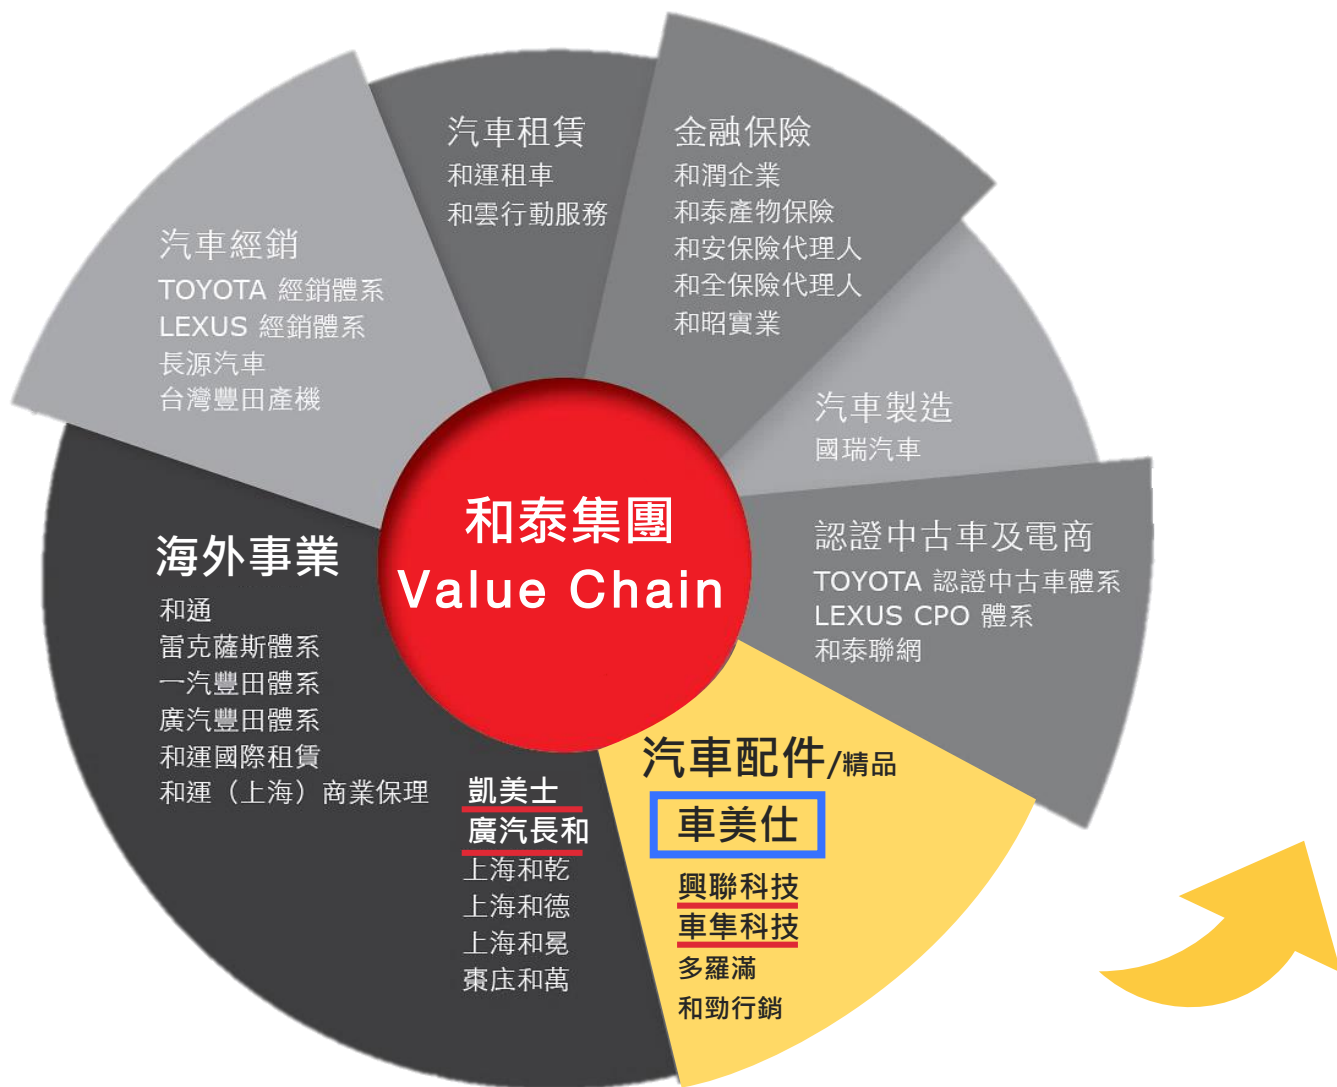 汽車租賃
和運租車
和雲行動服務
金融保險
和潤企業
和泰產物保險
和安保險代理人
和全保險代理人
和昭實業
汽車經銷
TOYOTA 經銷體系
LEXUS 經銷體系
長源汽車
台灣豐田產機
汽車製造
國瑞汽車
和泰集團
Value Chain
認證中古車及電商
TOYOTA 認證中古車體系
LEXUS CPO 體系
和泰聯網
海外事業
和通
雷克薩斯體系
一汽豐田體系
廣汽豐田體系
和運國際租賃
和運（上海）商業保理
凱美士
廣汽長和
上海和乾
上海和德
上海和冕
棗庄和萬
汽車配件/精品
車美仕
興聯科技
車隼科技
多羅滿
和勁行銷